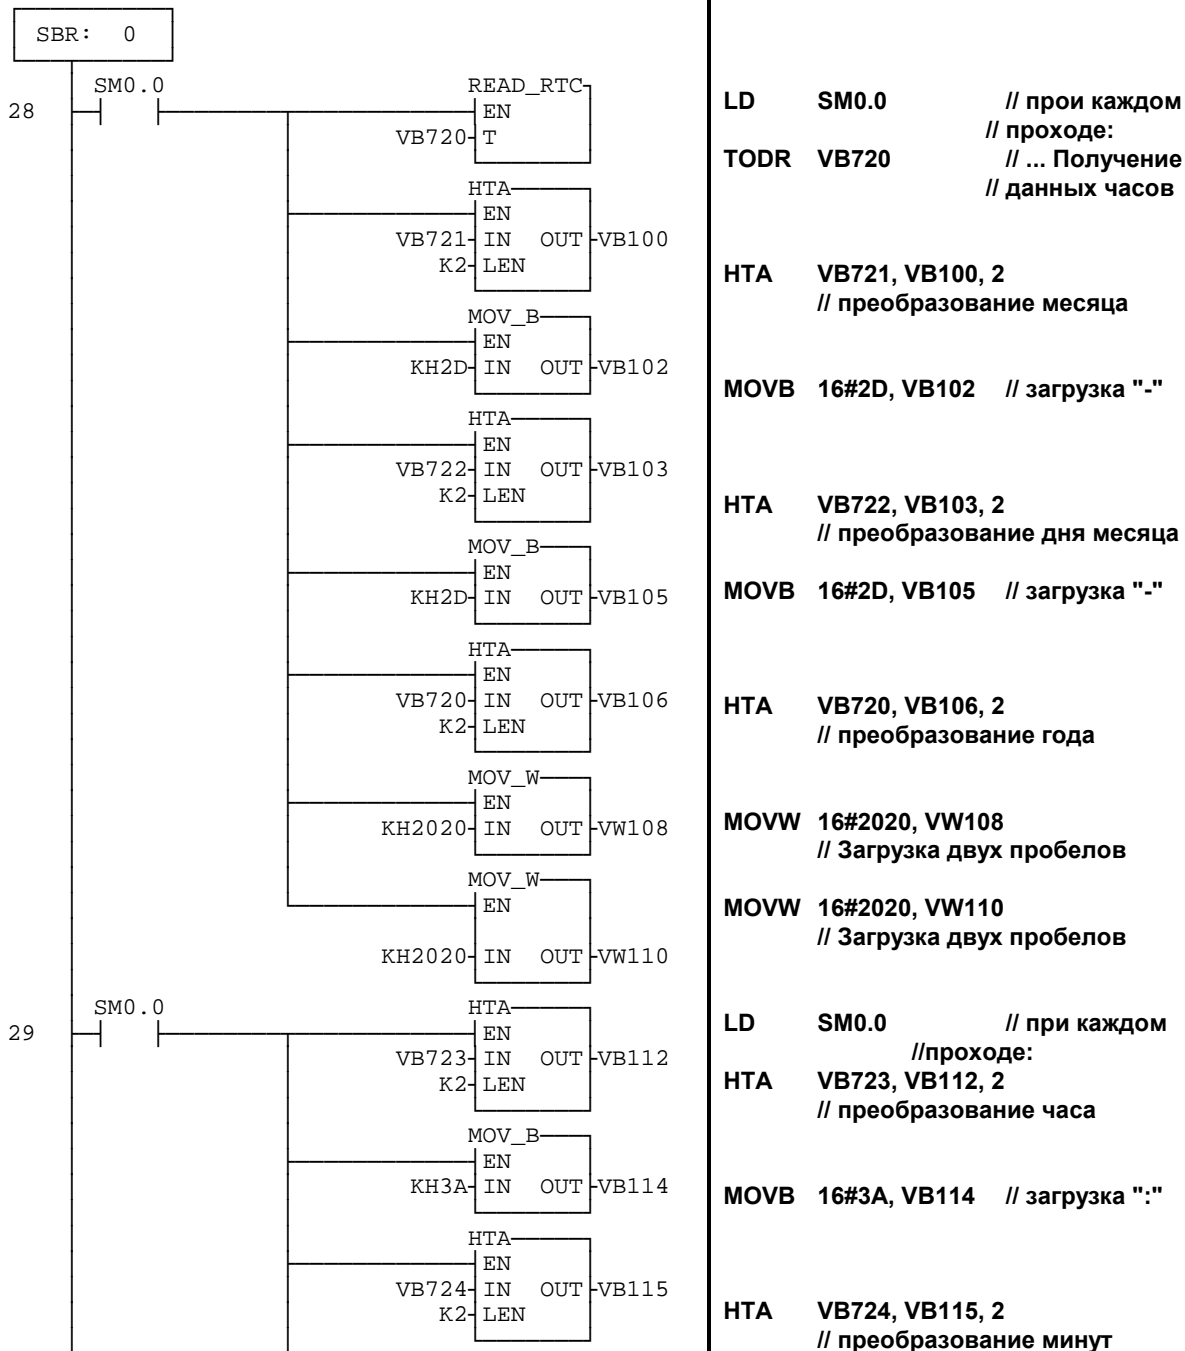 SBR: 0
28
SM0.0
READ_RTC
EN
VB720 T
HTA
EN
VB721 IN OUT VB100
K2 LEN
MOV_B
EN
KH2D IN OUT VB102
HTA
EN
VB722 IN OUT VB103
K2 LEN
MOV_B
EN
KH2D IN OUT VB105
HTA
EN
VB720 IN OUT VB106
K2 LEN
MOV_W
EN
KH2020 IN OUT VW108
MOV_W
EN
KH2020 IN OUT VW110
29
SM0.0
HTA
EN
VB723 IN OUT VB112
K2 LEN
MOV_B
EN
KH3A IN OUT VB114
HTA
EN
VB724 IN OUT VB115
K2 LEN
LD SM0.0 // прои каждом
// проходе:
TODR VB720 // ... Получение
// данных часов
HTA VB721, VB100, 2
// преобразование месяца
MOVB 16#2D, VB102 // загрузка "-"
HTA VB722, VB103, 2
// преобразование дня месяца
MOVB 16#2D, VB105 // загрузка "-"
HTA VB720, VB106, 2
// преобразование года
MOVW 16#2020, VW108
// Загрузка двух пробелов
MOVW 16#2020, VW110
// Загрузка двух пробелов
LD SM0.0 // при каждом
//проходе:
HTA VB723, VB112, 2
// преобразование часа
MOVB 16#3A, VB114 // загрузка ":"
HTA VB724, VB115, 2
// преобразование минут